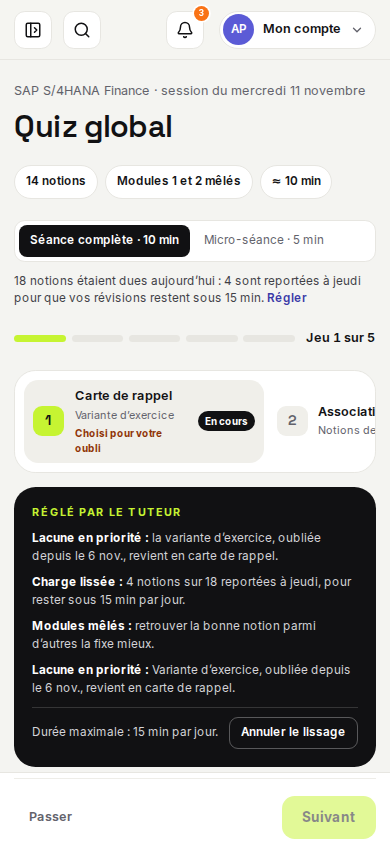 3
AP Mon compte
SAP S/4HANA Finance · session du mercredi 11 novembre
Quiz global
14 notions
Modules 1 et 2 mêlés
≈ 10 min
Séance complète · 10 min
Micro-séance · 5 min
18 notions étaient dues aujourd'hui : 4 sont reportées à jeudi
pour que vos révisions restent sous 15 min. Régler
Jeu 1 sur 5
1
Carte de rappel
Variante d'exercice
Choisi pour votre
oubli
En cours
2
Associati
Notions de
RÉGLÉ PAR LE TUTEUR
Lacune en priorité : la variante d'exercice, oubliée
depuis le 6 nov., revient en carte de rappel.
Charge lissée : 4 notions sur 18 reportées à jeudi, pour
rester sous 15 min par jour.
Modules mêlés : retrouver la bonne notion parmi
d'autres la fixe mieux.
Lacune en priorité : Variante d'exercice, oubliée depuis
le 6 nov., revient en carte de rappel.
Durée maximale : 15 min par jour.
Annuler le lissage
Passer
Suivant